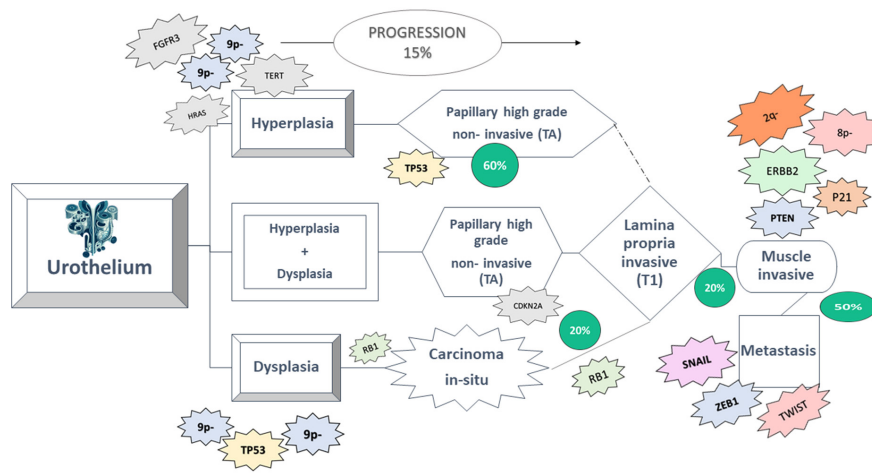 PROGRESSION
15%
FGFR3
9p-
9p-
TERT
HRAS
Hyperplasia
Papillary high grade
non- invasive (TA)
TP53
60%
2q-
8p-
ERBB2
P21
PTEN
Urothelium
Hyperplasia
+
Dysplasia
Papillary high
grade
non- invasive
(TA)
CDKN2A
Lamina
propria
invasive
(T1)
20%
Muscle
invasive
50%
20%
RB1
Dysplasia
Carcinoma
in-situ
RB1
Metastasis
SNAIL
ZEB1
TWIST
9p-
TP53
9p-